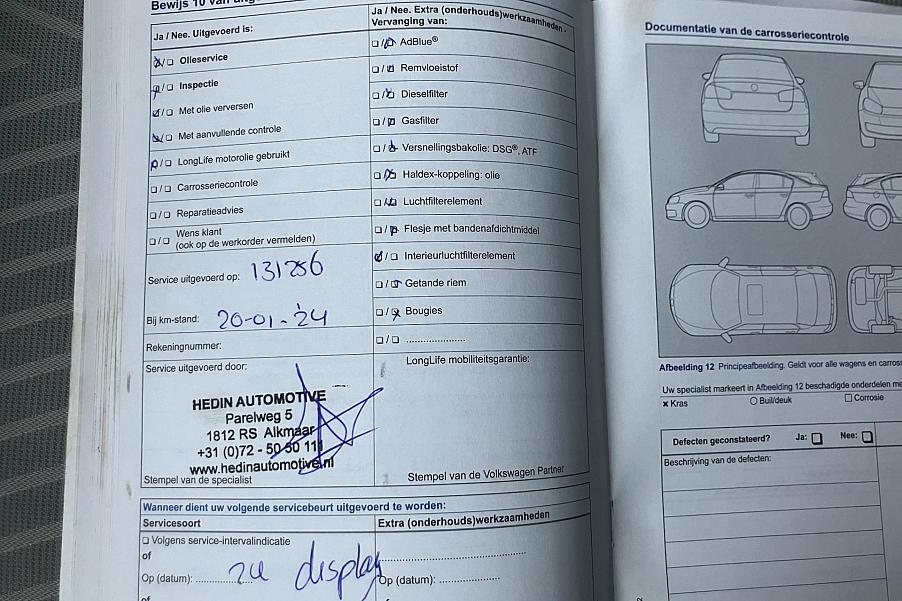 Bewijs 10 van
Ja / Nee. Uitgevoerd is:
Olieservice
Inspectie
Met olie verversen
Met aanvullende controle
LongLife motorolie gebruikt
Carrosseriecontrole
Reparatieadvies
Wens klant
(ook op de werkorder vermelden)
Service uitgevoerd op: 131256
Bij km-stand: 20-01-'24
Rekeningnummer:
Service uitgevoerd door:
HEDIN AUTOMOTIVE
Parelweg 5
1812 RS Alkmaar
+31 (0)72 - 50 50 111
www.hedinautomotive.nl
Stempel van de specialist
Ja / Nee. Extra (onderhouds)werkzaamheden -
Vervanging van:
AdBlue®
Remvloeistof
Dieselfilter
Gasfilter
Versnellingsbakolie: DSG®, ATF
Haldex-koppeling: olie
Luchtfilterelement
Flesje met bandenafdichtmiddel
Interieurluchtfilterelement
Getande riem
Bougies
LongLife mobiliteitsgarantie:
Stempel van de Volkswagen Partner
Wanneer dient uw volgende servicebeurt uitgevoerd te worden:
Servicesoort
Volgens service-intervalindicatie
of
Op (datum): zie display
of
Extra (onderhouds)werkzaamheden
Op (datum):
Documentatie van de carrosseriecontrole
Afbeelding 12 Principeafbeelding. Geldt voor alle wagens en
Uw specialist markeert in Afbeelding 12 beschadigde onderdelen
x Kras Buil/deuk Corrosie
Defecten geconstateerd? Ja: Nee:
Beschrijving van de defecten: